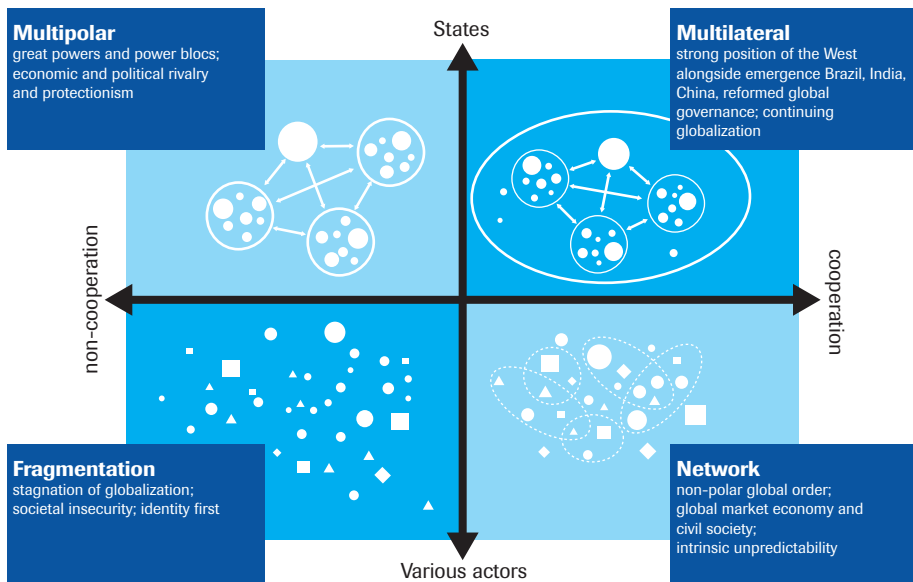 States
Multipolar
great powers and power blocs;
economic and political rivalry
and protectionism
Multilateral
strong position of the West
alongside emergence Brazil, India,
China, reformed global
governance; continuing
globalization
non-cooperation
cooperation
Fragmentation
stagnation of globalization;
societal insecurity; identity first
Network
non-polar global order;
global market economy and
civil society;
intrinsic unpredictability
Various actors